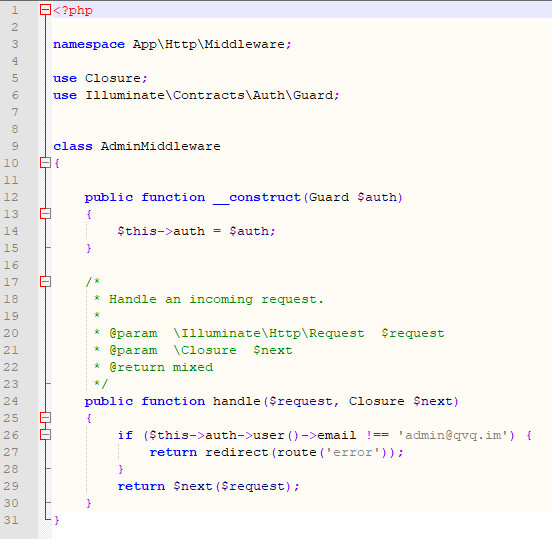 1 <?php
2
3 namespace App\Http\Middleware;
4
5 use Closure;
6 use Illuminate\Contracts\Auth\Guard;
7
8
9 class AdminMiddleware
10 {
11
12     public function __construct(Guard $auth)
13     {
14         $this->auth = $auth;
15     }
16
17     /*
18      * Handle an incoming request.
19      *
20      * @param  \Illuminate\Http\Request  $request
21      * @param  \Closure  $next
22      * @return mixed
23      */
24     public function handle($request, Closure $next)
25     {
26         if ($this->auth->user()->email !== 'admin@qvq.im') {
27             return redirect(route('error'));
28         }
29         return $next($request);
30     }
31 }